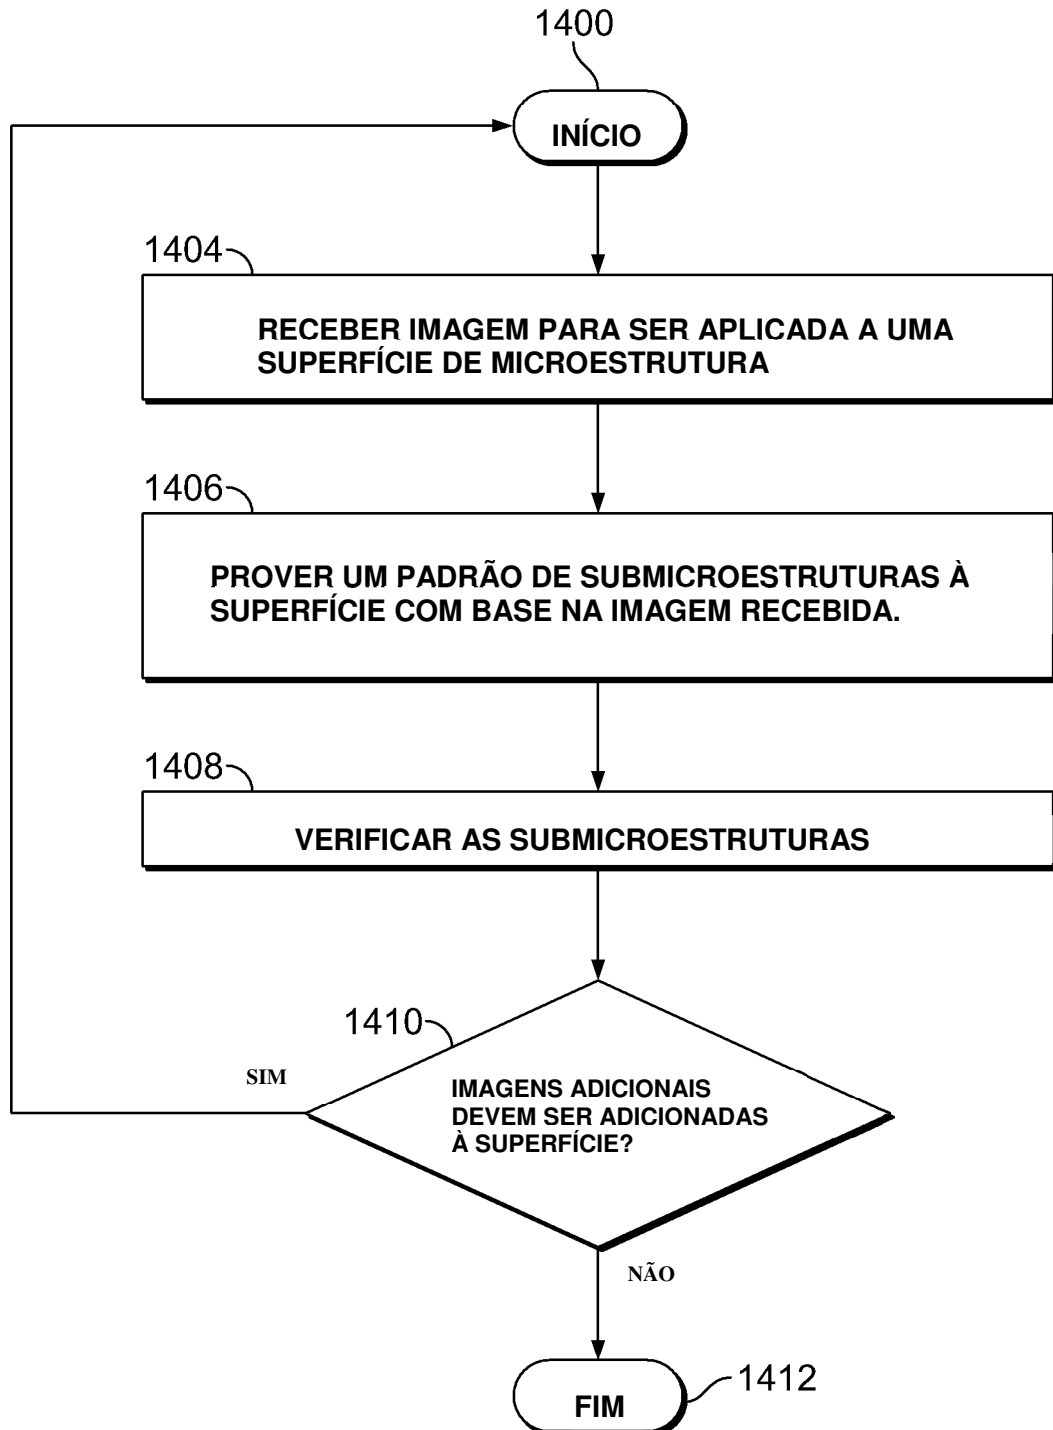 1400
INÍCIO
1404
RECEBER IMAGEM PARA SER APLICADA A UMA
SUPERFÍCIE DE MICROESTRUTURA
1406
PROVER UM PADRÃO DE SUBMICROESTRUTURAS À
SUPERFÍCIE COM BASE NA IMAGEM RECEBIDA.
1408
VERIFICAR AS SUBMICROESTRUTURAS
1410
SIM
IMAGENS ADICIONAIS
DEVEM SER ADICIONADAS
À SUPERFÍCIE?
NÃO
1412
FIM